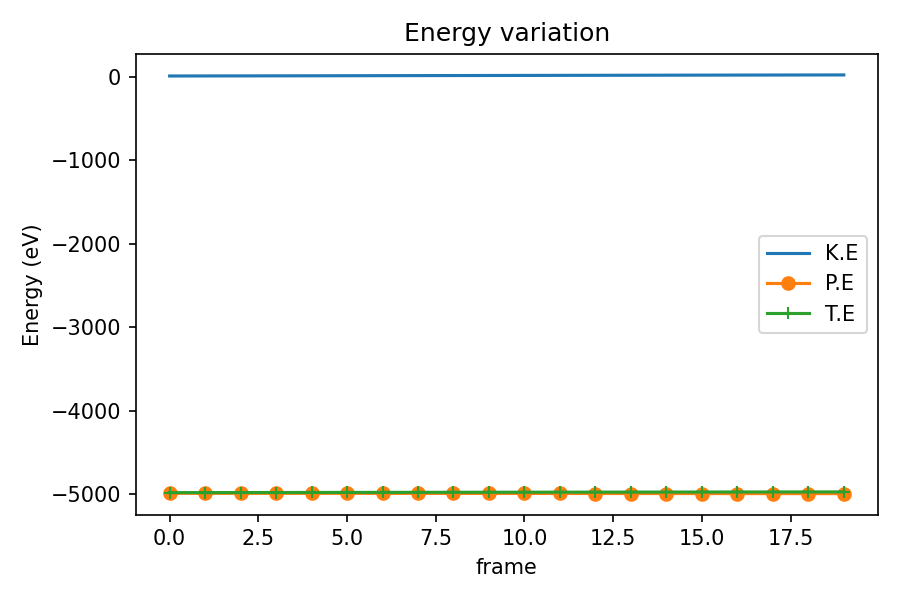 Energy variation
Energy (eV)
0
−1000
−2000
−3000
−4000
−5000
K.E
P.E
T.E
0.0 2.5 5.0 7.5 10.0 12.5 15.0 17.5
frame